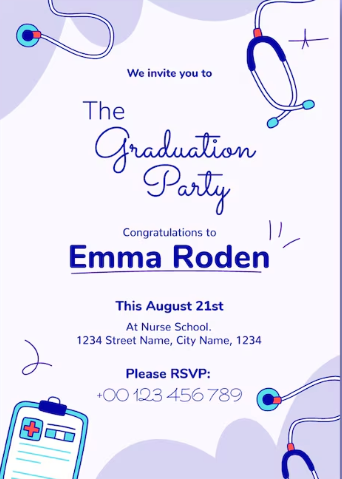 We invite you to
The
Graduation
Party
Congratulations to
Emma Roden
This August 21st
At Nurse School.
1234 Street Name, City Name, 1234
Please RSVP:
+00 123 456 789